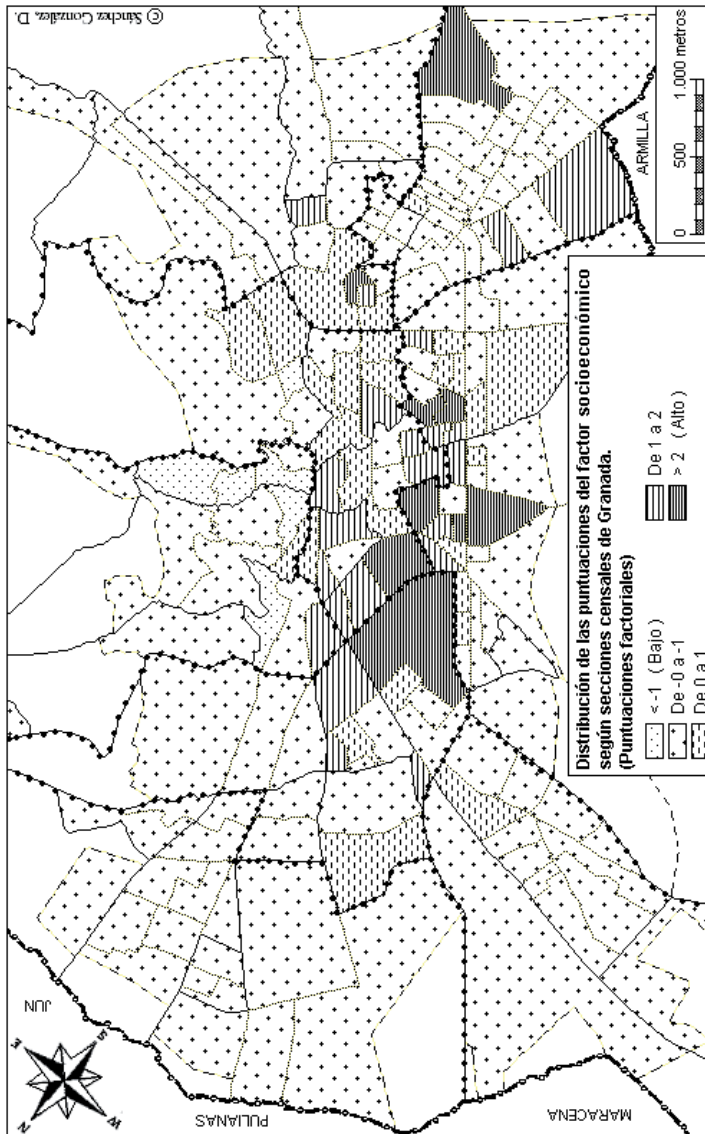 © Sánchez González, D.
JUN
N
E
S
W
PULIANAS
MARACENA
ARMILLA
0 500 1.000 metros
Distribución de las puntuaciones del factor socioeconómico
según secciones censales de Granada.
(Puntuaciones factoriales)
< -1 ( Bajo )
De -0 a -1
De 0 a 1
De 1 a 2
> 2 ( Alto )